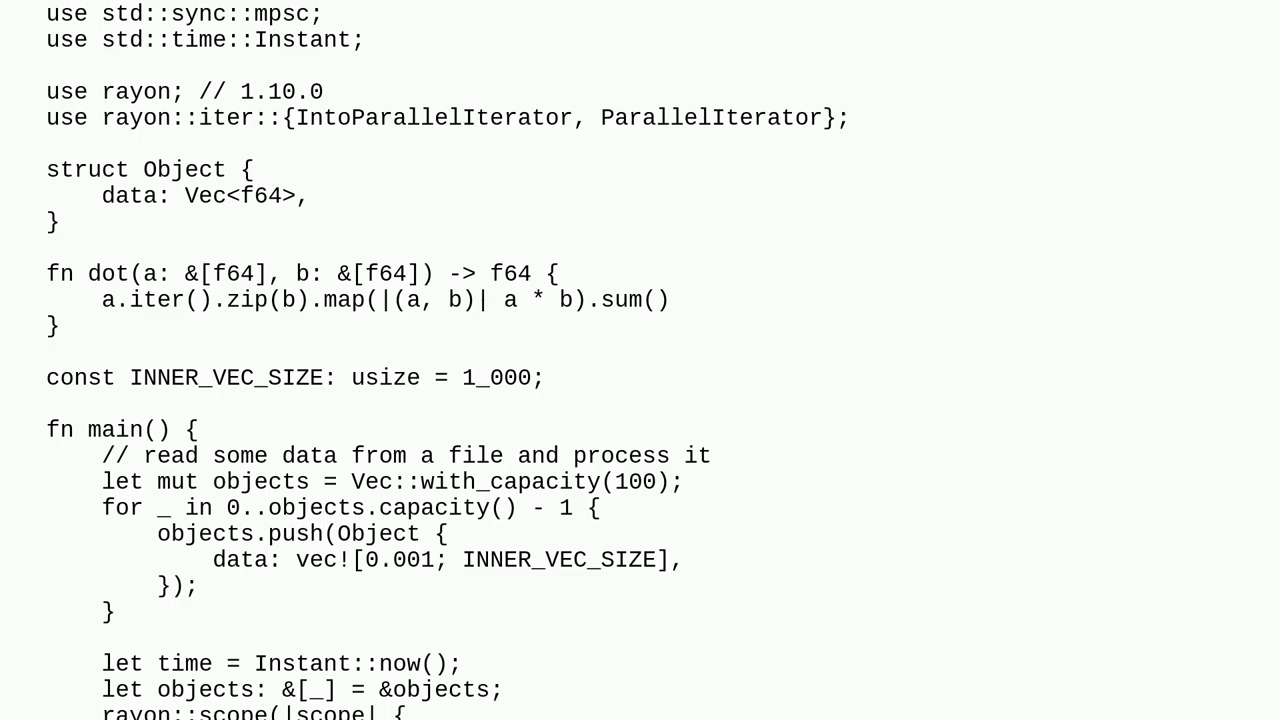 use std::sync::mpsc;
use std::time::Instant;

use rayon; // 1.10.0
use rayon::iter::{IntoParallelIterator, ParallelIterator};

struct Object {
    data: Vec<f64>,
}

fn dot(a: &[f64], b: &[f64]) -> f64 {
    a.iter().zip(b).map(|(a, b)| a * b).sum()
}

const INNER_VEC_SIZE: usize = 1_000;

fn main() {
    // read some data from a file and process it
    let mut objects = Vec::with_capacity(100);
    for _ in 0..objects.capacity() - 1 {
        objects.push(Object {
            data: vec![0.001; INNER_VEC_SIZE],
        });
    }

    let time = Instant::now();
    let objects: &[_] = &objects;
    rayon::scope(|scope| {